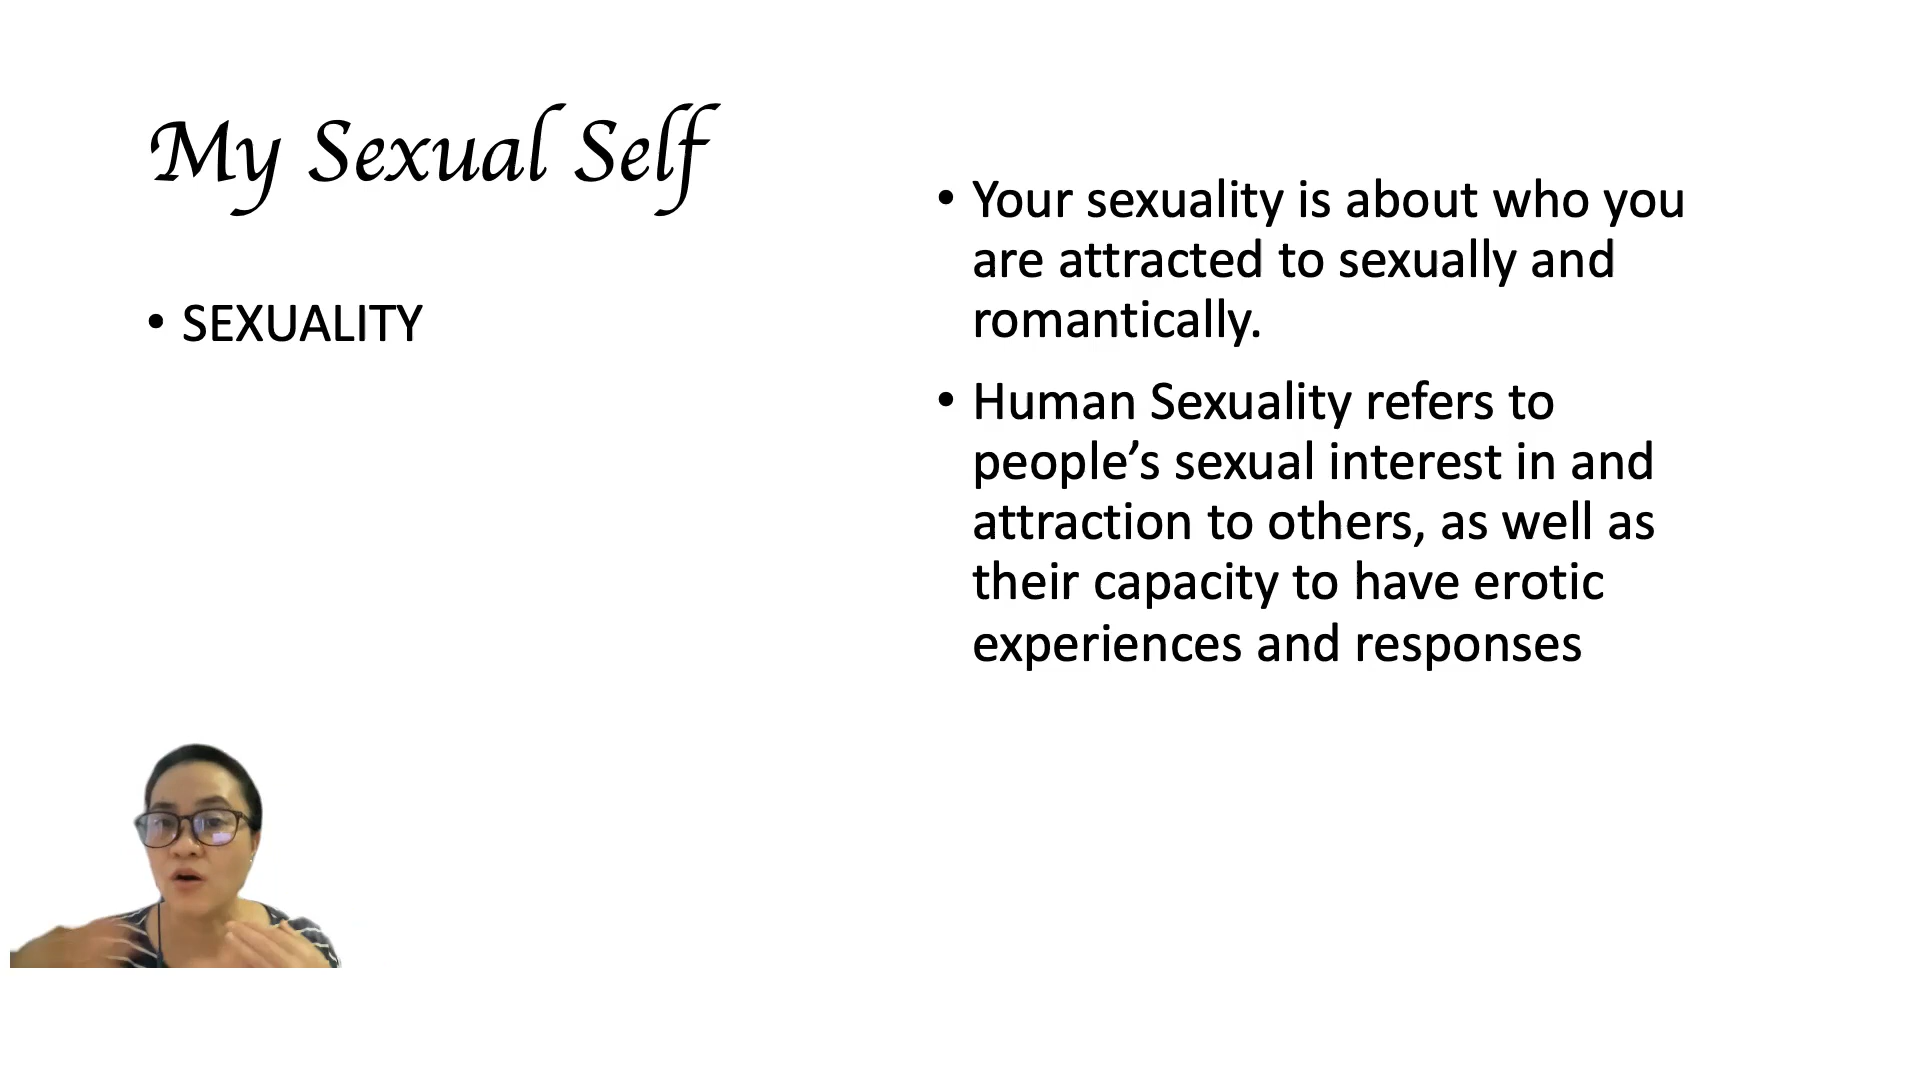 My Sexual Self
• SEXUALITY
• Your sexuality is about who you
are attracted to sexually and
romantically.
• Human Sexuality refers to
people’s sexual interest in and
attraction to others, as well as
their capacity to have erotic
experiences and responses